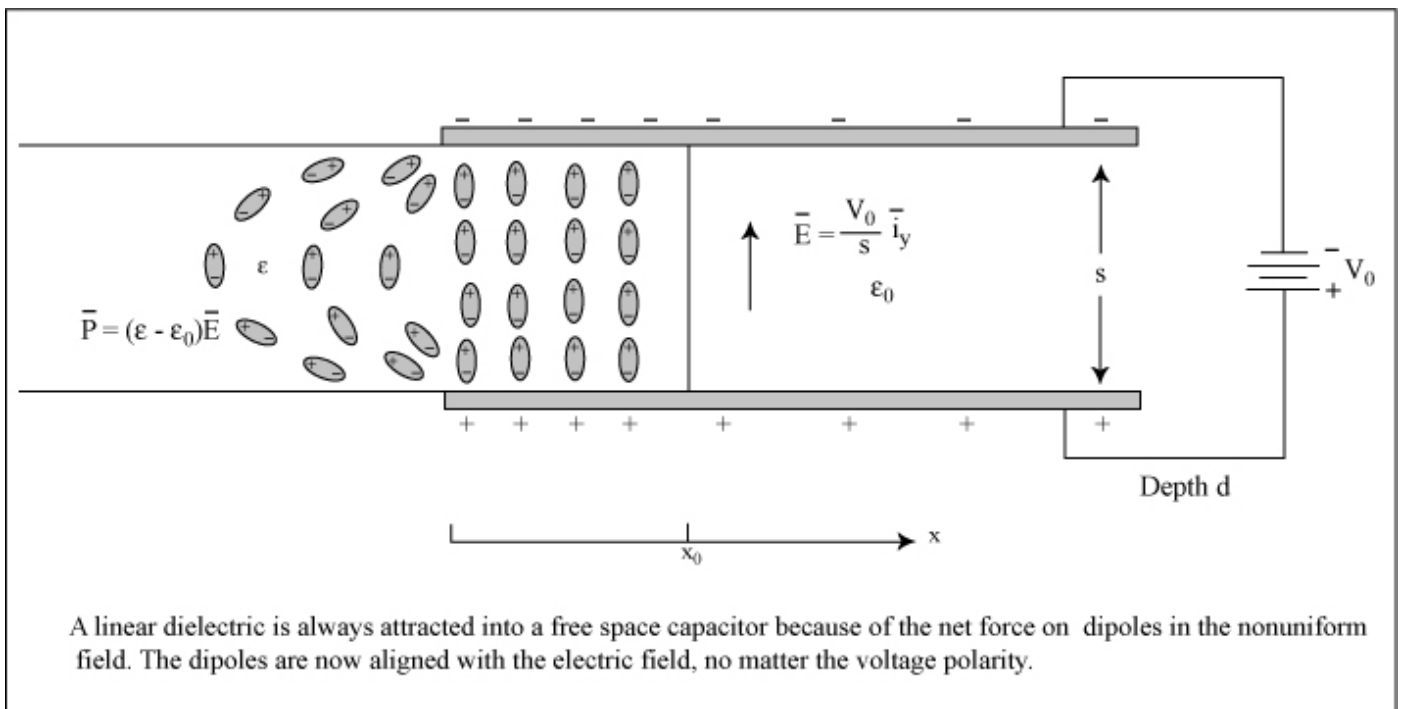 − − − − − − − −
Ē = V₀/s ī_y
ε₀
s
−
V₀
+
ε
P̄ = (ε - ε₀)Ē
+ + + + + + + +
Depth d
x
x₀
A linear dielectric is always attracted into a free space capacitor because of the net force on dipoles in the nonuniform
field. The dipoles are now aligned with the electric field, no matter the voltage polarity.